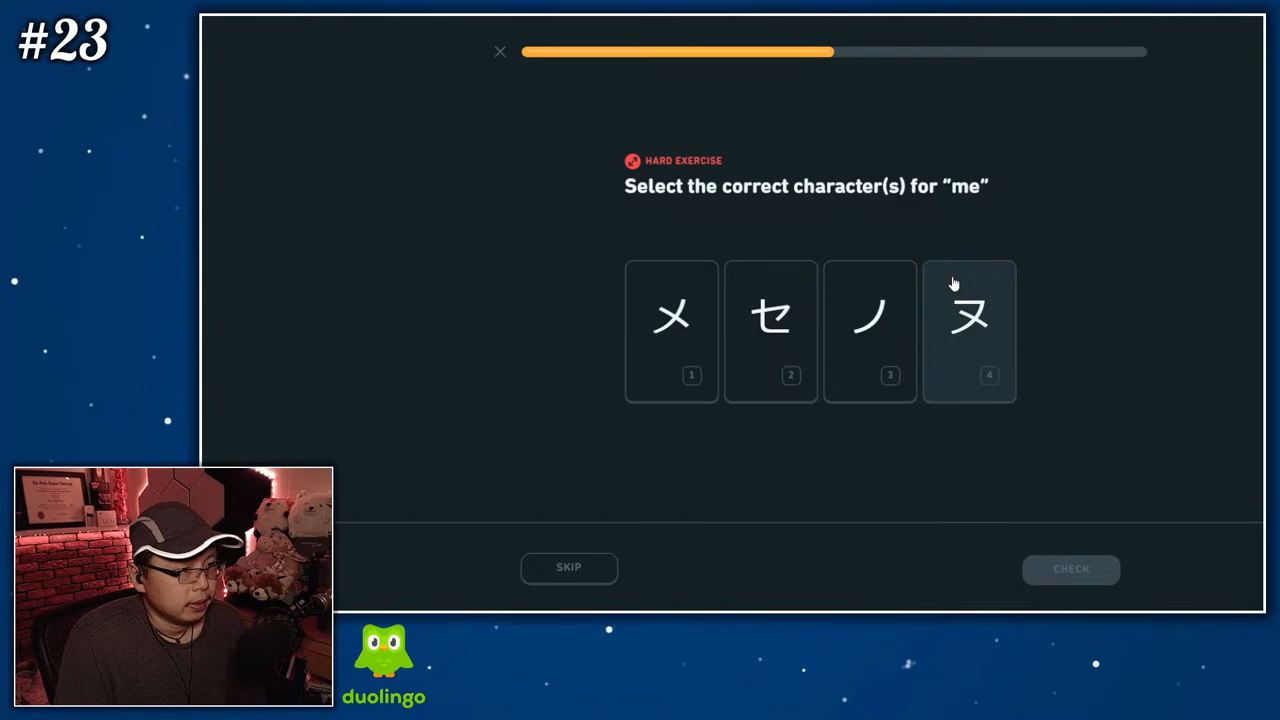 #23
HARD EXERCISE
Select the correct character(s) for “me”
メ セ ノ ヌ
1 2 3 4
SKIP CHECK
duolingo